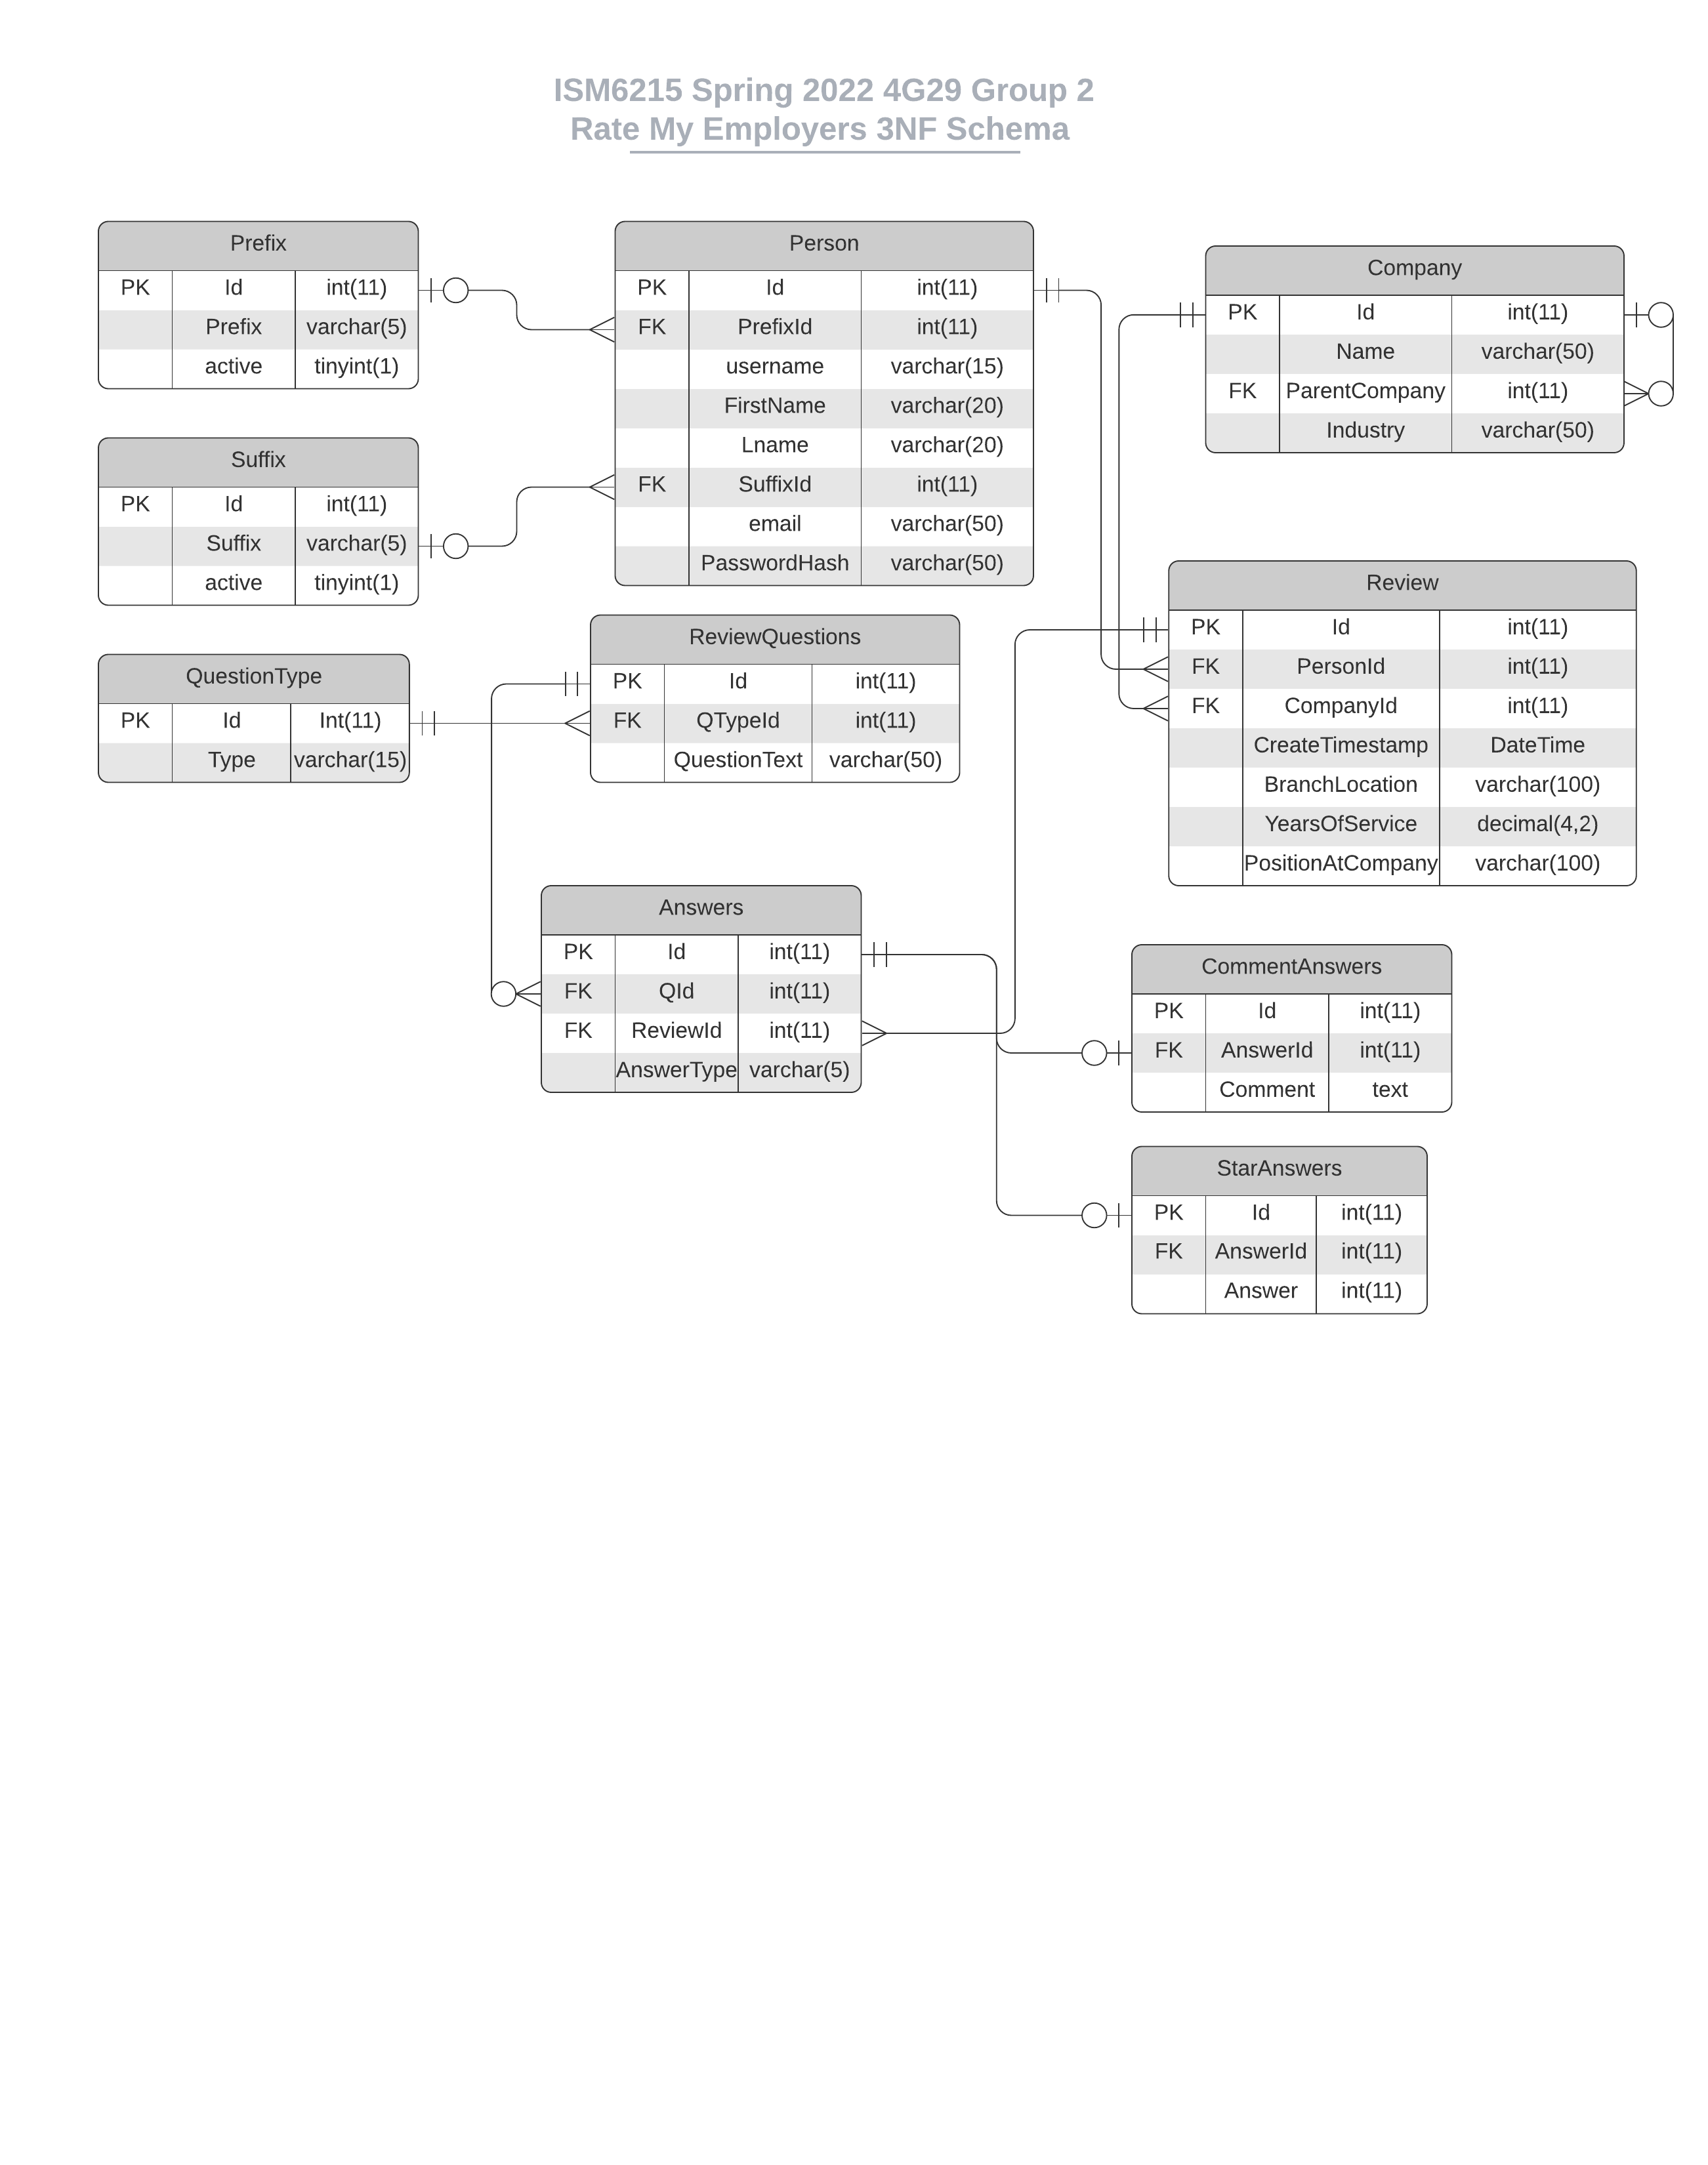 ISM6215 Spring 2022 4G29 Group 2
Rate My Employers 3NF Schema
Prefix
PK Id int(11)
Prefix varchar(5)
active tinyint(1)
Suffix
PK Id int(11)
Suffix varchar(5)
active tinyint(1)
QuestionType
PK Id Int(11)
Type varchar(15)
Person
PK Id int(11)
FK PrefixId int(11)
username varchar(15)
FirstName varchar(20)
Lname varchar(20)
FK SuffixId int(11)
email varchar(50)
PasswordHash varchar(50)
ReviewQuestions
PK Id int(11)
FK QTypeId int(11)
QuestionText varchar(50)
Answers
PK Id int(11)
FK QId int(11)
FK ReviewId int(11)
AnswerType varchar(5)
Company
PK Id int(11)
Name varchar(50)
FK ParentCompany int(11)
Industry varchar(50)
Review
PK Id int(11)
FK PersonId int(11)
FK CompanyId int(11)
CreateTimestamp DateTime
BranchLocation varchar(100)
YearsOfService decimal(4,2)
PositionAtCompany varchar(100)
CommentAnswers
PK Id int(11)
FK AnswerId int(11)
Comment text
StarAnswers
PK Id int(11)
FK AnswerId int(11)
Answer int(11)